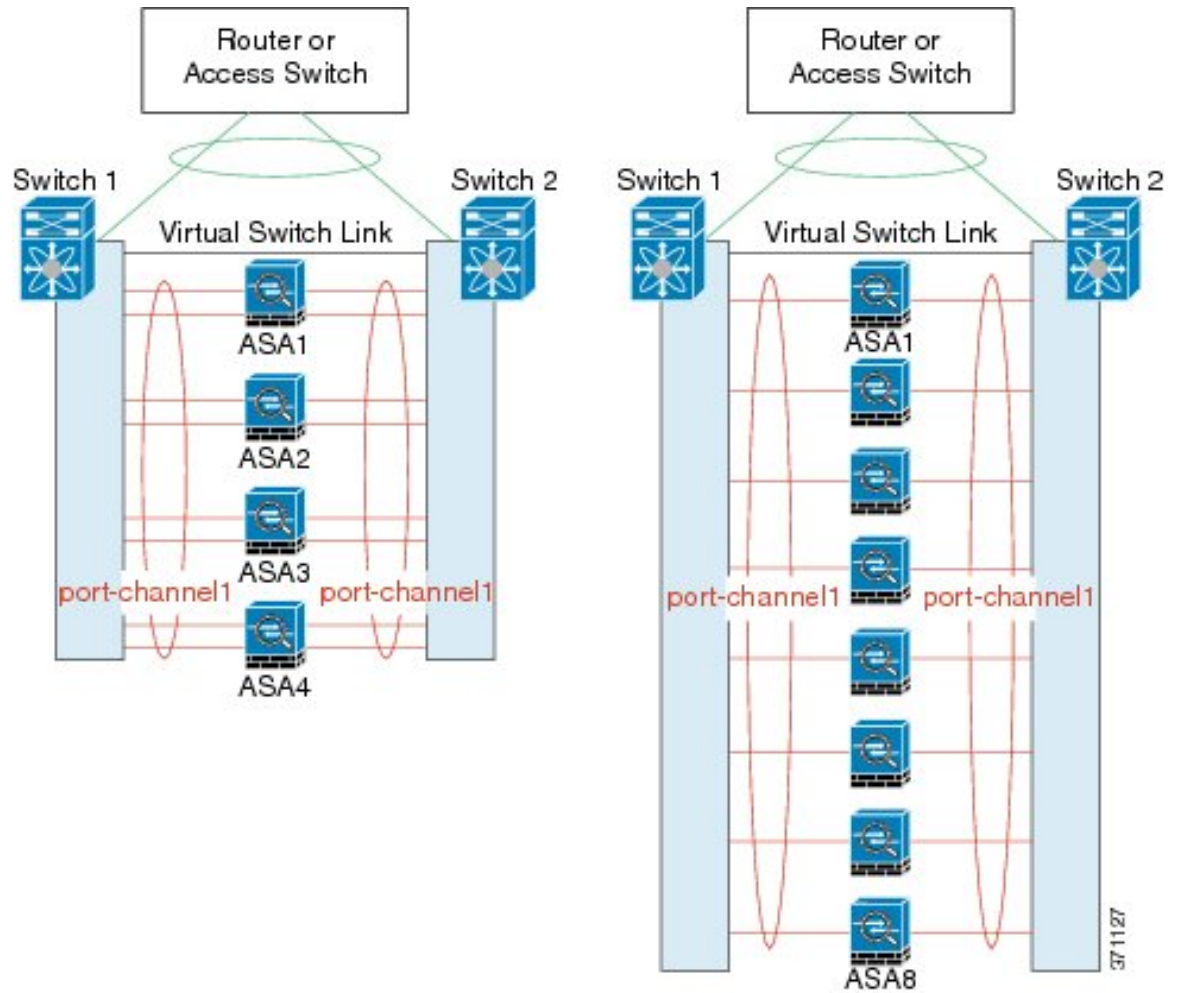 Router or
Access Switch
Switch 1
Switch 2
Virtual Switch Link
ASA1
ASA2
ASA3
port-channel1
port-channel1
ASA4
Router or
Access Switch
Switch 1
Switch 2
Virtual Switch Link
ASA1
port-channel1
port-channel1
ASA8
371127